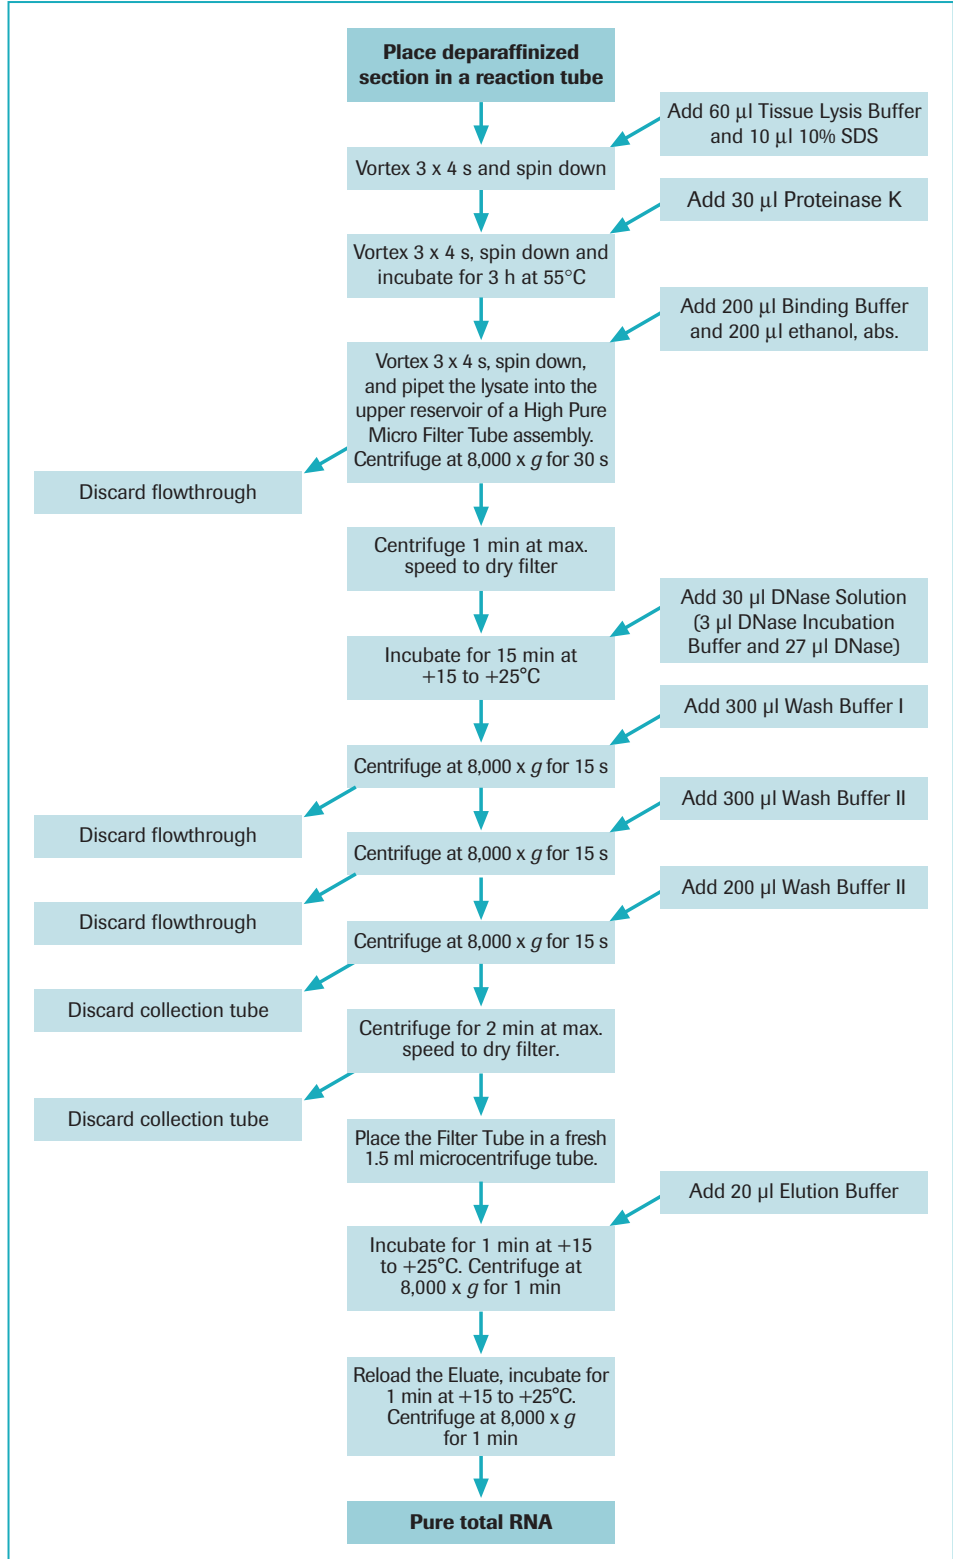 Place deparaffinized
section in a reaction tube
Add 60 µl Tissue Lysis Buffer
and 10 µl 10% SDS
Vortex 3 x 4 s and spin down
Add 30 µl Proteinase K
Vortex 3 x 4 s, spin down and
incubate for 3 h at 55°C
Add 200 µl Binding Buffer
and 200 µl ethanol, abs.
Vortex 3 x 4 s, spin down,
and pipet the lysate into the
upper reservoir of a High Pure
Micro Filter Tube assembly.
Centrifuge at 8,000 x g for 30 s
Discard flowthrough
Centrifuge 1 min at max.
speed to dry filter
Add 30 µl DNase Solution
(3 µl DNase Incubation
Buffer and 27 µl DNase)
Incubate for 15 min at
+15 to +25°C
Add 300 µl Wash Buffer I
Centrifuge at 8,000 x g for 15 s
Discard flowthrough
Add 300 µl Wash Buffer II
Centrifuge at 8,000 x g for 15 s
Discard flowthrough
Add 200 µl Wash Buffer II
Centrifuge at 8,000 x g for 15 s
Discard collection tube
Centrifuge for 2 min at max.
speed to dry filter.
Discard collection tube
Place the Filter Tube in a fresh
1.5 ml microcentrifuge tube.
Add 20 µl Elution Buffer
Incubate for 1 min at +15
to +25°C. Centrifuge at
8,000 x g for 1 min
Reload the Eluate, incubate for
1 min at +15 to +25°C.
Centrifuge at 8,000 x g
for 1 min
Pure total RNA